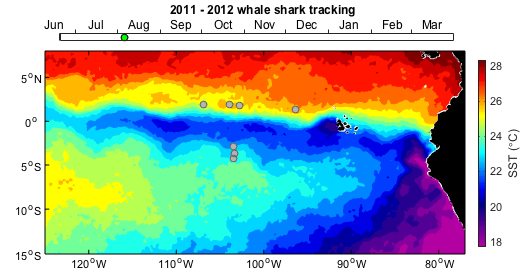 2011 - 2012 whale shark tracking
Jun Jul Aug Sep Oct Nov Dec Jan Feb Mar
5°N
0°
5°S
10°S
15°S
120°W 110°W 100°W 90°W 80°W
28
26
24
22
20
18
SST (°C)